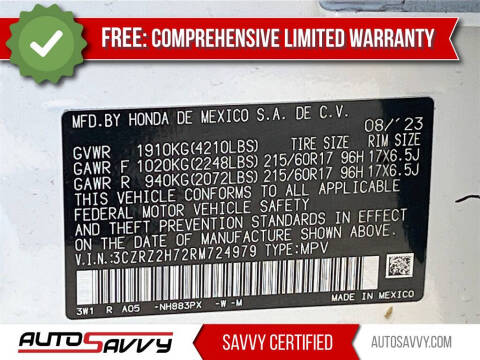 FREE: COMPREHENSIVE LIMITED WARRANTY
MFD.BY HONDA DE MEXICO S.A. DE C.V.
08/'23
GVWR 1910KG(4210LBS) TIRE SIZE RIM SIZE
GAWR F 1020KG(2248LBS) 215/60R17 96H 17X6.5J
GAWR R 940KG(2072LBS) 215/60R17 96H 17X6.5J
THIS VEHICLE CONFORMS TO ALL APPLICABLE
FEDERAL MOTOR VEHICLE SAFETY
AND THEFT PREVENTION STANDARDS IN EFFECT
ON THE DATE OF MANUFACTURE SHOWN ABOVE.
V.I.N.:3CZRZ2H72RM724979 TYPE:MPV
3W1 R A05 -NH883PX -W -M
MADE IN MEXICO
AUTOSAVVY
SAVVY CERTIFIED
AUTOSAVVY.COM